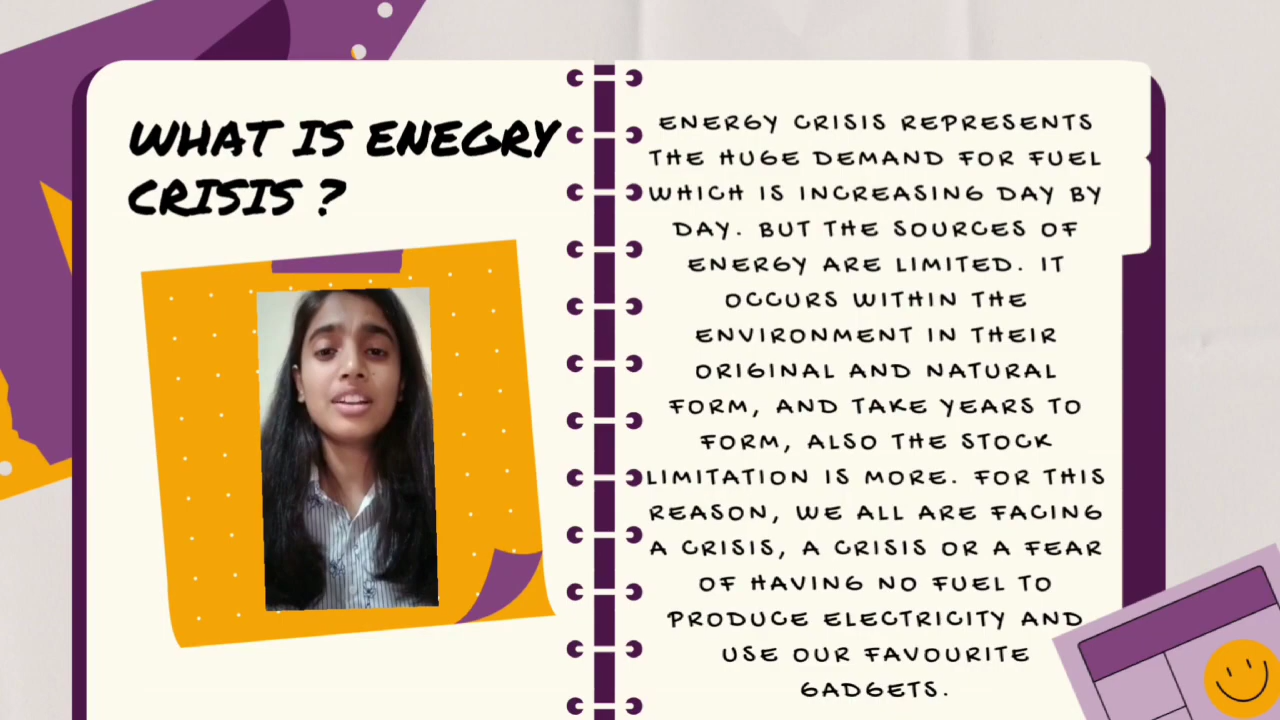 WHAT IS ENEGRY
CRISIS ?
ENERGY CRISIS REPRESENTS
THE HUGE DEMAND FOR FUEL
WHICH IS INCREASING DAY BY
DAY. BUT THE SOURCES OF
ENERGY ARE LIMITED. IT
OCCURS WITHIN THE
ENVIRONMENT IN THEIR
ORIGINAL AND NATURAL
FORM, AND TAKE YEARS TO
FORM, ALSO THE STOCK
LIMITATION IS MORE. FOR THIS
REASON, WE ALL ARE FACING
A CRISIS, A CRISIS OR A FEAR
OF HAVING NO FUEL TO
PRODUCE ELECTRICITY AND
USE OUR FAVOURITE
GADGETS.